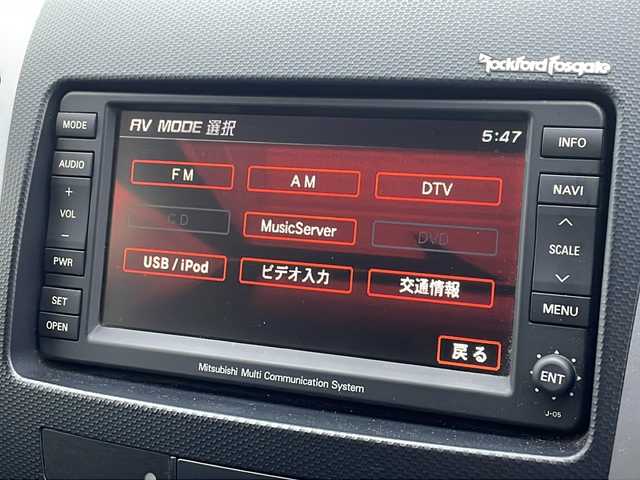 Rockford Fosgate
MODE
AUDIO
+
VOL
−
PWR
SET
OPEN
AV MODE 選択
5:47
FM
AM
DTV
CD
MusicServer
DVD
USB/iPod
ビデオ入力
交通情報
戻る
Mitsubishi Multi Communication System
INFO
NAVI
SCALE
MENU
ENT
J-05